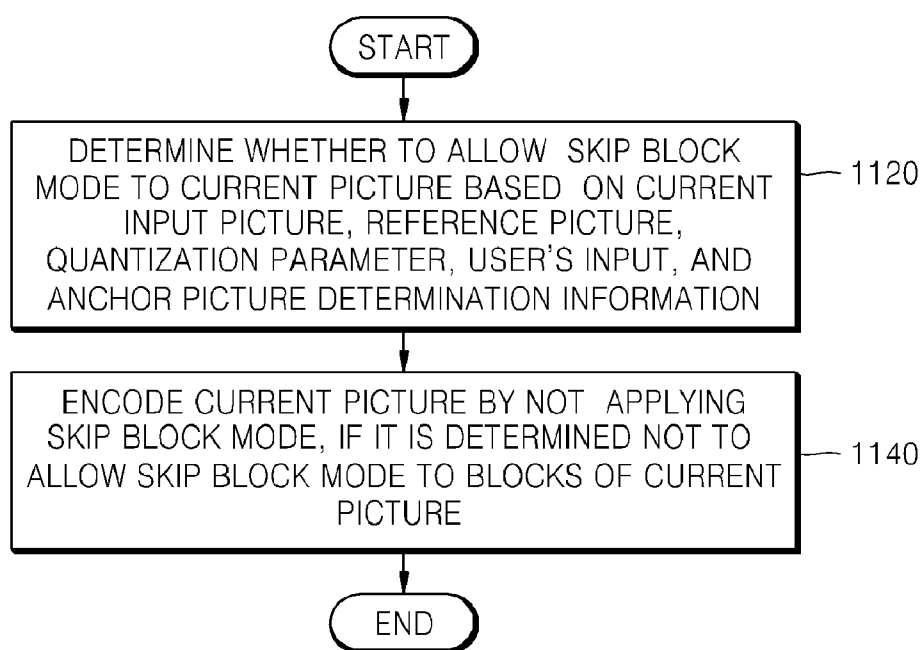 START
DETERMINE WHETHER TO ALLOW SKIP BLOCK
MODE TO CURRENT PICTURE BASED ON CURRENT
INPUT PICTURE, REFERENCE PICTURE,
QUANTIZATION PARAMETER, USER'S INPUT, AND
ANCHOR PICTURE DETERMINATION INFORMATION
1120
ENCODE CURRENT PICTURE BY NOT APPLYING
SKIP BLOCK MODE, IF IT IS DETERMINED NOT TO
ALLOW SKIP BLOCK MODE TO BLOCKS OF CURRENT
PICTURE
1140
END